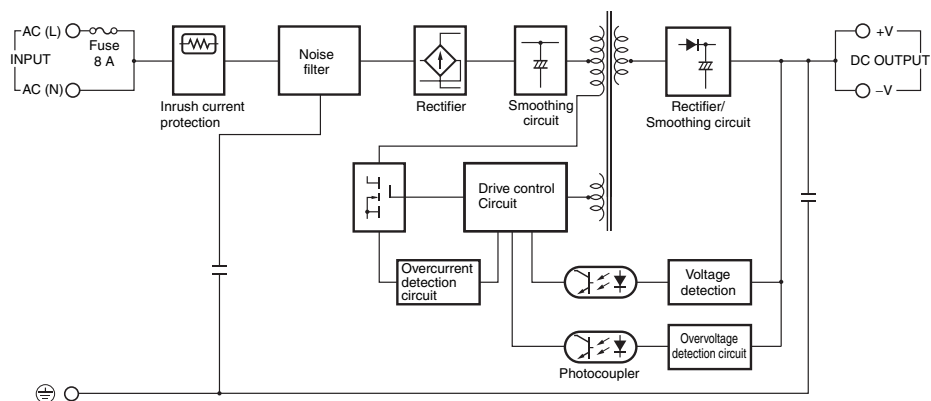 AC (L)
Fuse
8 A
INPUT
AC (N)
Inrush current
protection
Noise
filter
Rectifier
Smoothing
circuit
Rectifier/
Smoothing circuit
+V
DC OUTPUT
–V
Drive control
Circuit
Overcurrent
detection
circuit
Voltage
detection
Overvoltage
detection circuit
Photocoupler